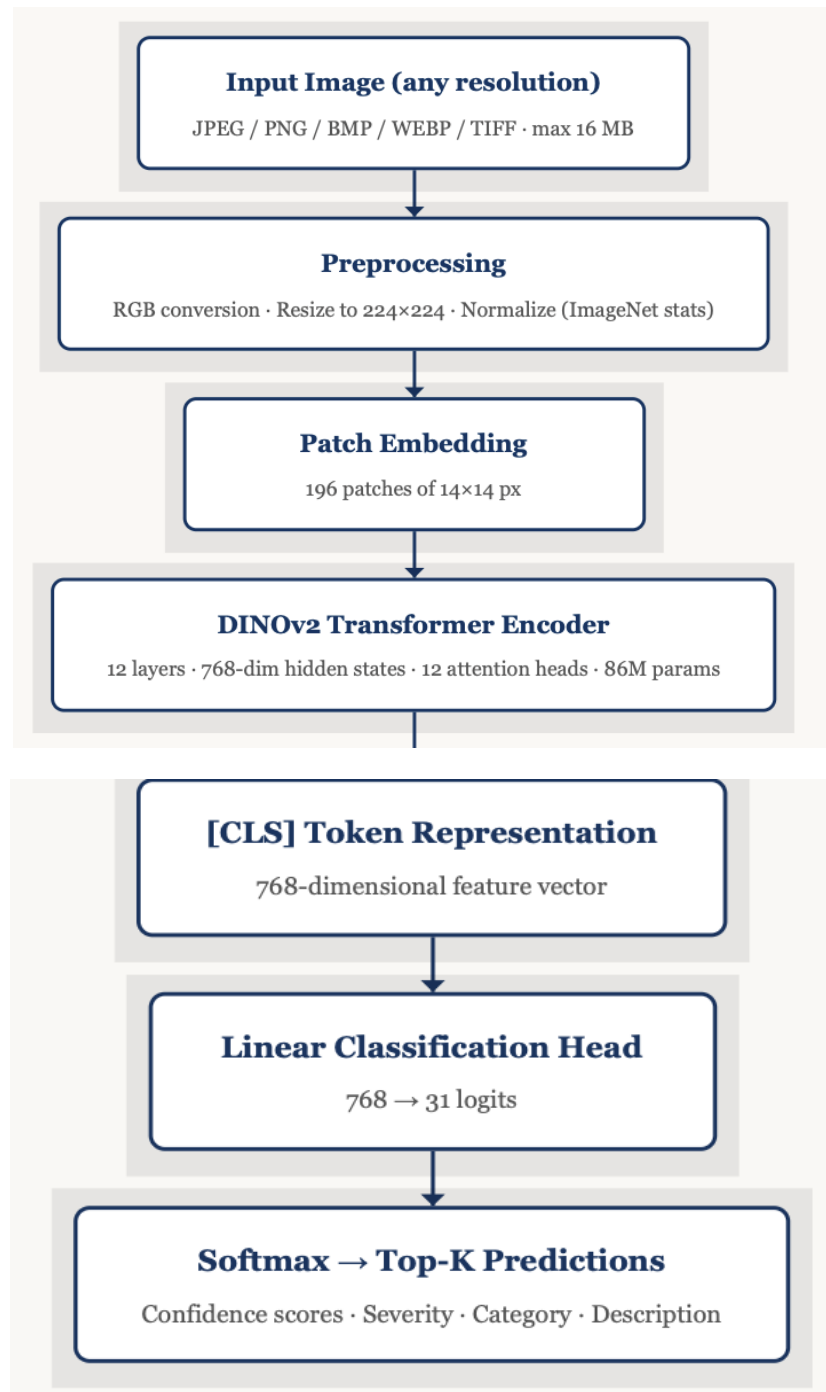 Input Image (any resolution)
JPEG / PNG / BMP / WEBP / TIFF · max 16 MB
Preprocessing
RGB conversion · Resize to 224×224 · Normalize (ImageNet stats)
Patch Embedding
196 patches of 14×14 px
DINOv2 Transformer Encoder
12 layers · 768-dim hidden states · 12 attention heads · 86M params
[CLS] Token Representation
768-dimensional feature vector
Linear Classification Head
768 → 31 logits
Softmax → Top-K Predictions
Confidence scores · Severity · Category · Description